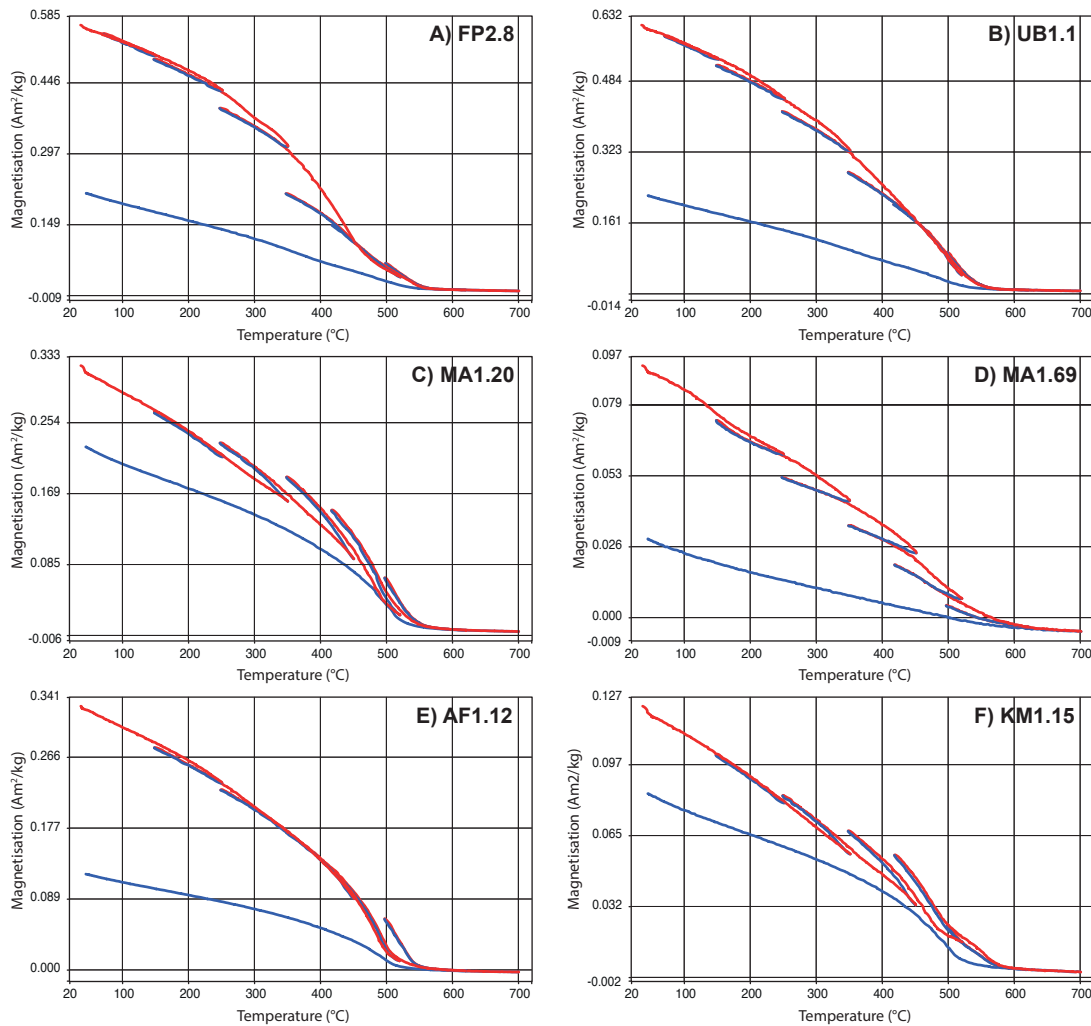 A) FP2.8
Magnetisation (Am²/kg)
0.585
0.446
0.297
0.149
-0.009
20 100 200 300 400 500 600 700
Temperature (°C)
B) UB1.1
Magnetisation (Am²/kg)
0.632
0.484
0.323
0.161
-0.014
20 100 200 300 400 500 600 700
Temperature (°C)
C) MA1.20
Magnetisation (Am²/kg)
0.333
0.254
0.169
0.085
-0.006
20 100 200 300 400 500 600 700
Temperature (°C)
D) MA1.69
Magnetisation (Am²/kg)
0.097
0.079
0.053
0.026
0.000
-0.009
20 100 200 300 400 500 600 700
Temperature (°C)
E) AF1.12
Magnetisation (Am²/kg)
0.341
0.266
0.177
0.089
0.000
20 100 200 300 400 500 600 700
Temperature (°C)
F) KM1.15
Magnetisation (Am2/kg)
0.127
0.097
0.065
0.032
-0.002
20 100 200 300 400 500 600 700
Temperature (°C)